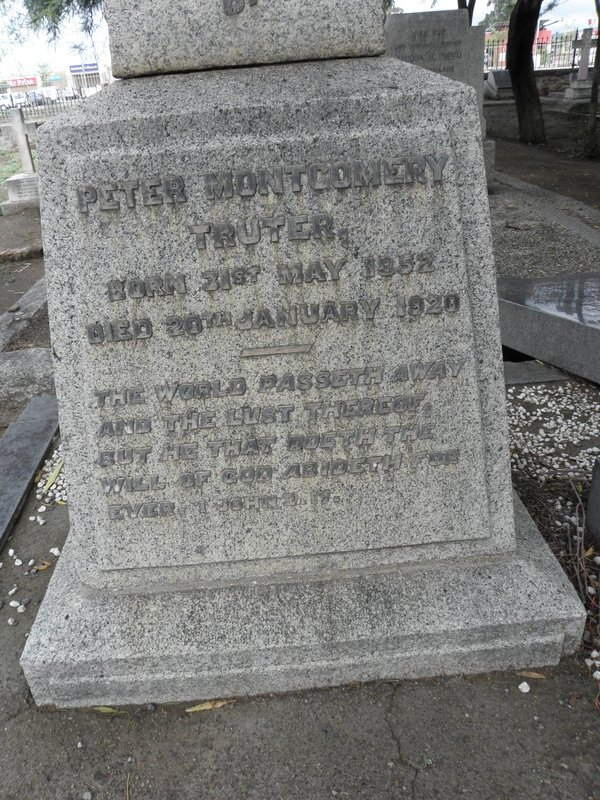 OF
PETER MONTGOMERY
TRUTER.
BORN 31ST MAY 1852
DIED 20TH JANUARY 1920
THE WORLD PASSETH AWAY
AND THE LUST THEREOF,
BUT HE THAT DOETH THE
WILL OF GOD ABIDETH FOR
EVER. 1 JOHN 2. 17.